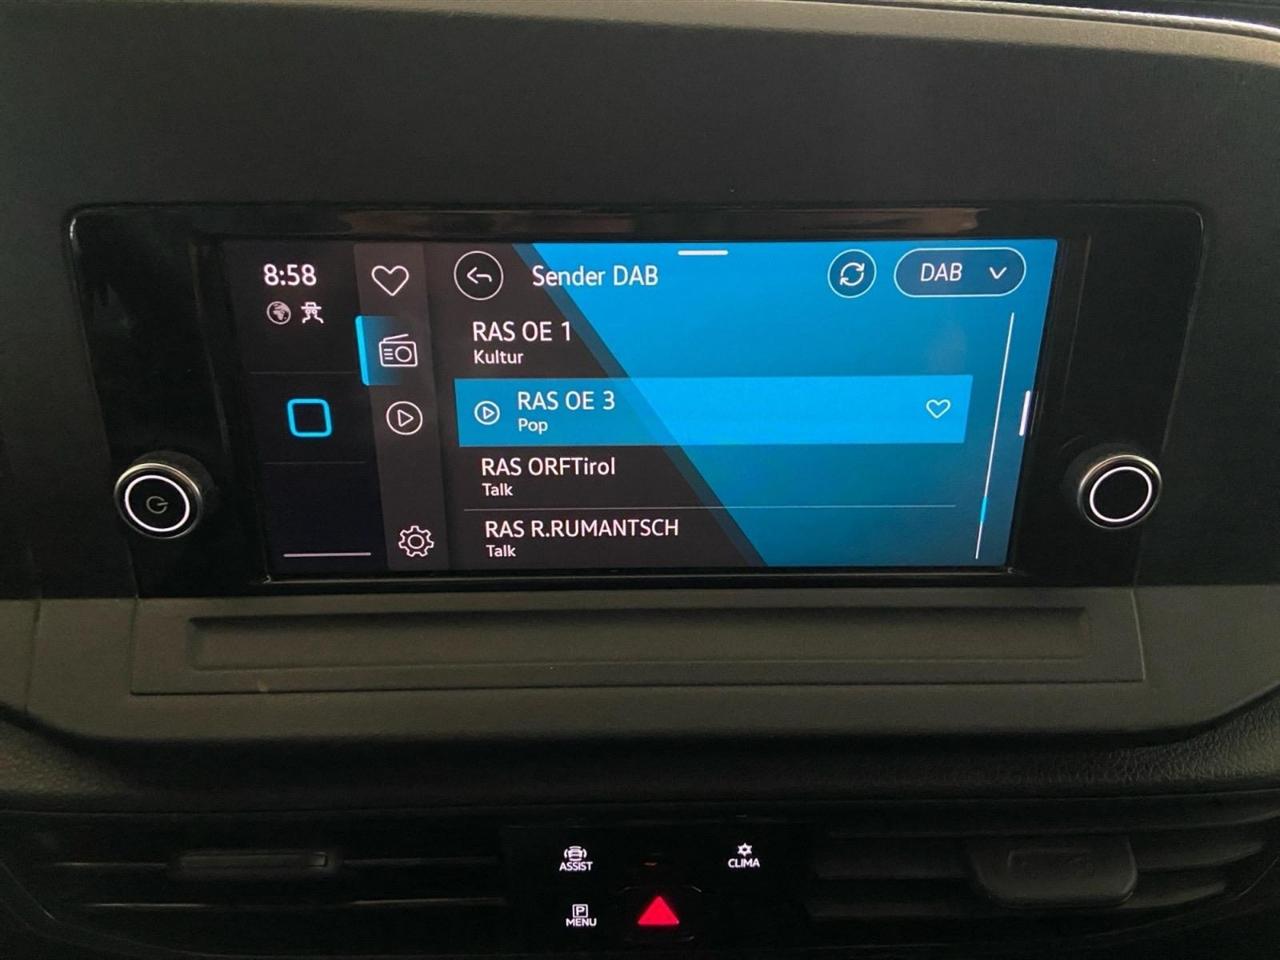 8:58
Sender DAB
DAB
RAS OE 1
Kultur
RAS OE 3
Pop
RAS ORFTirol
Talk
RAS R.RUMANTSCH
Talk
ASSIST
CLIMA
P
MENU